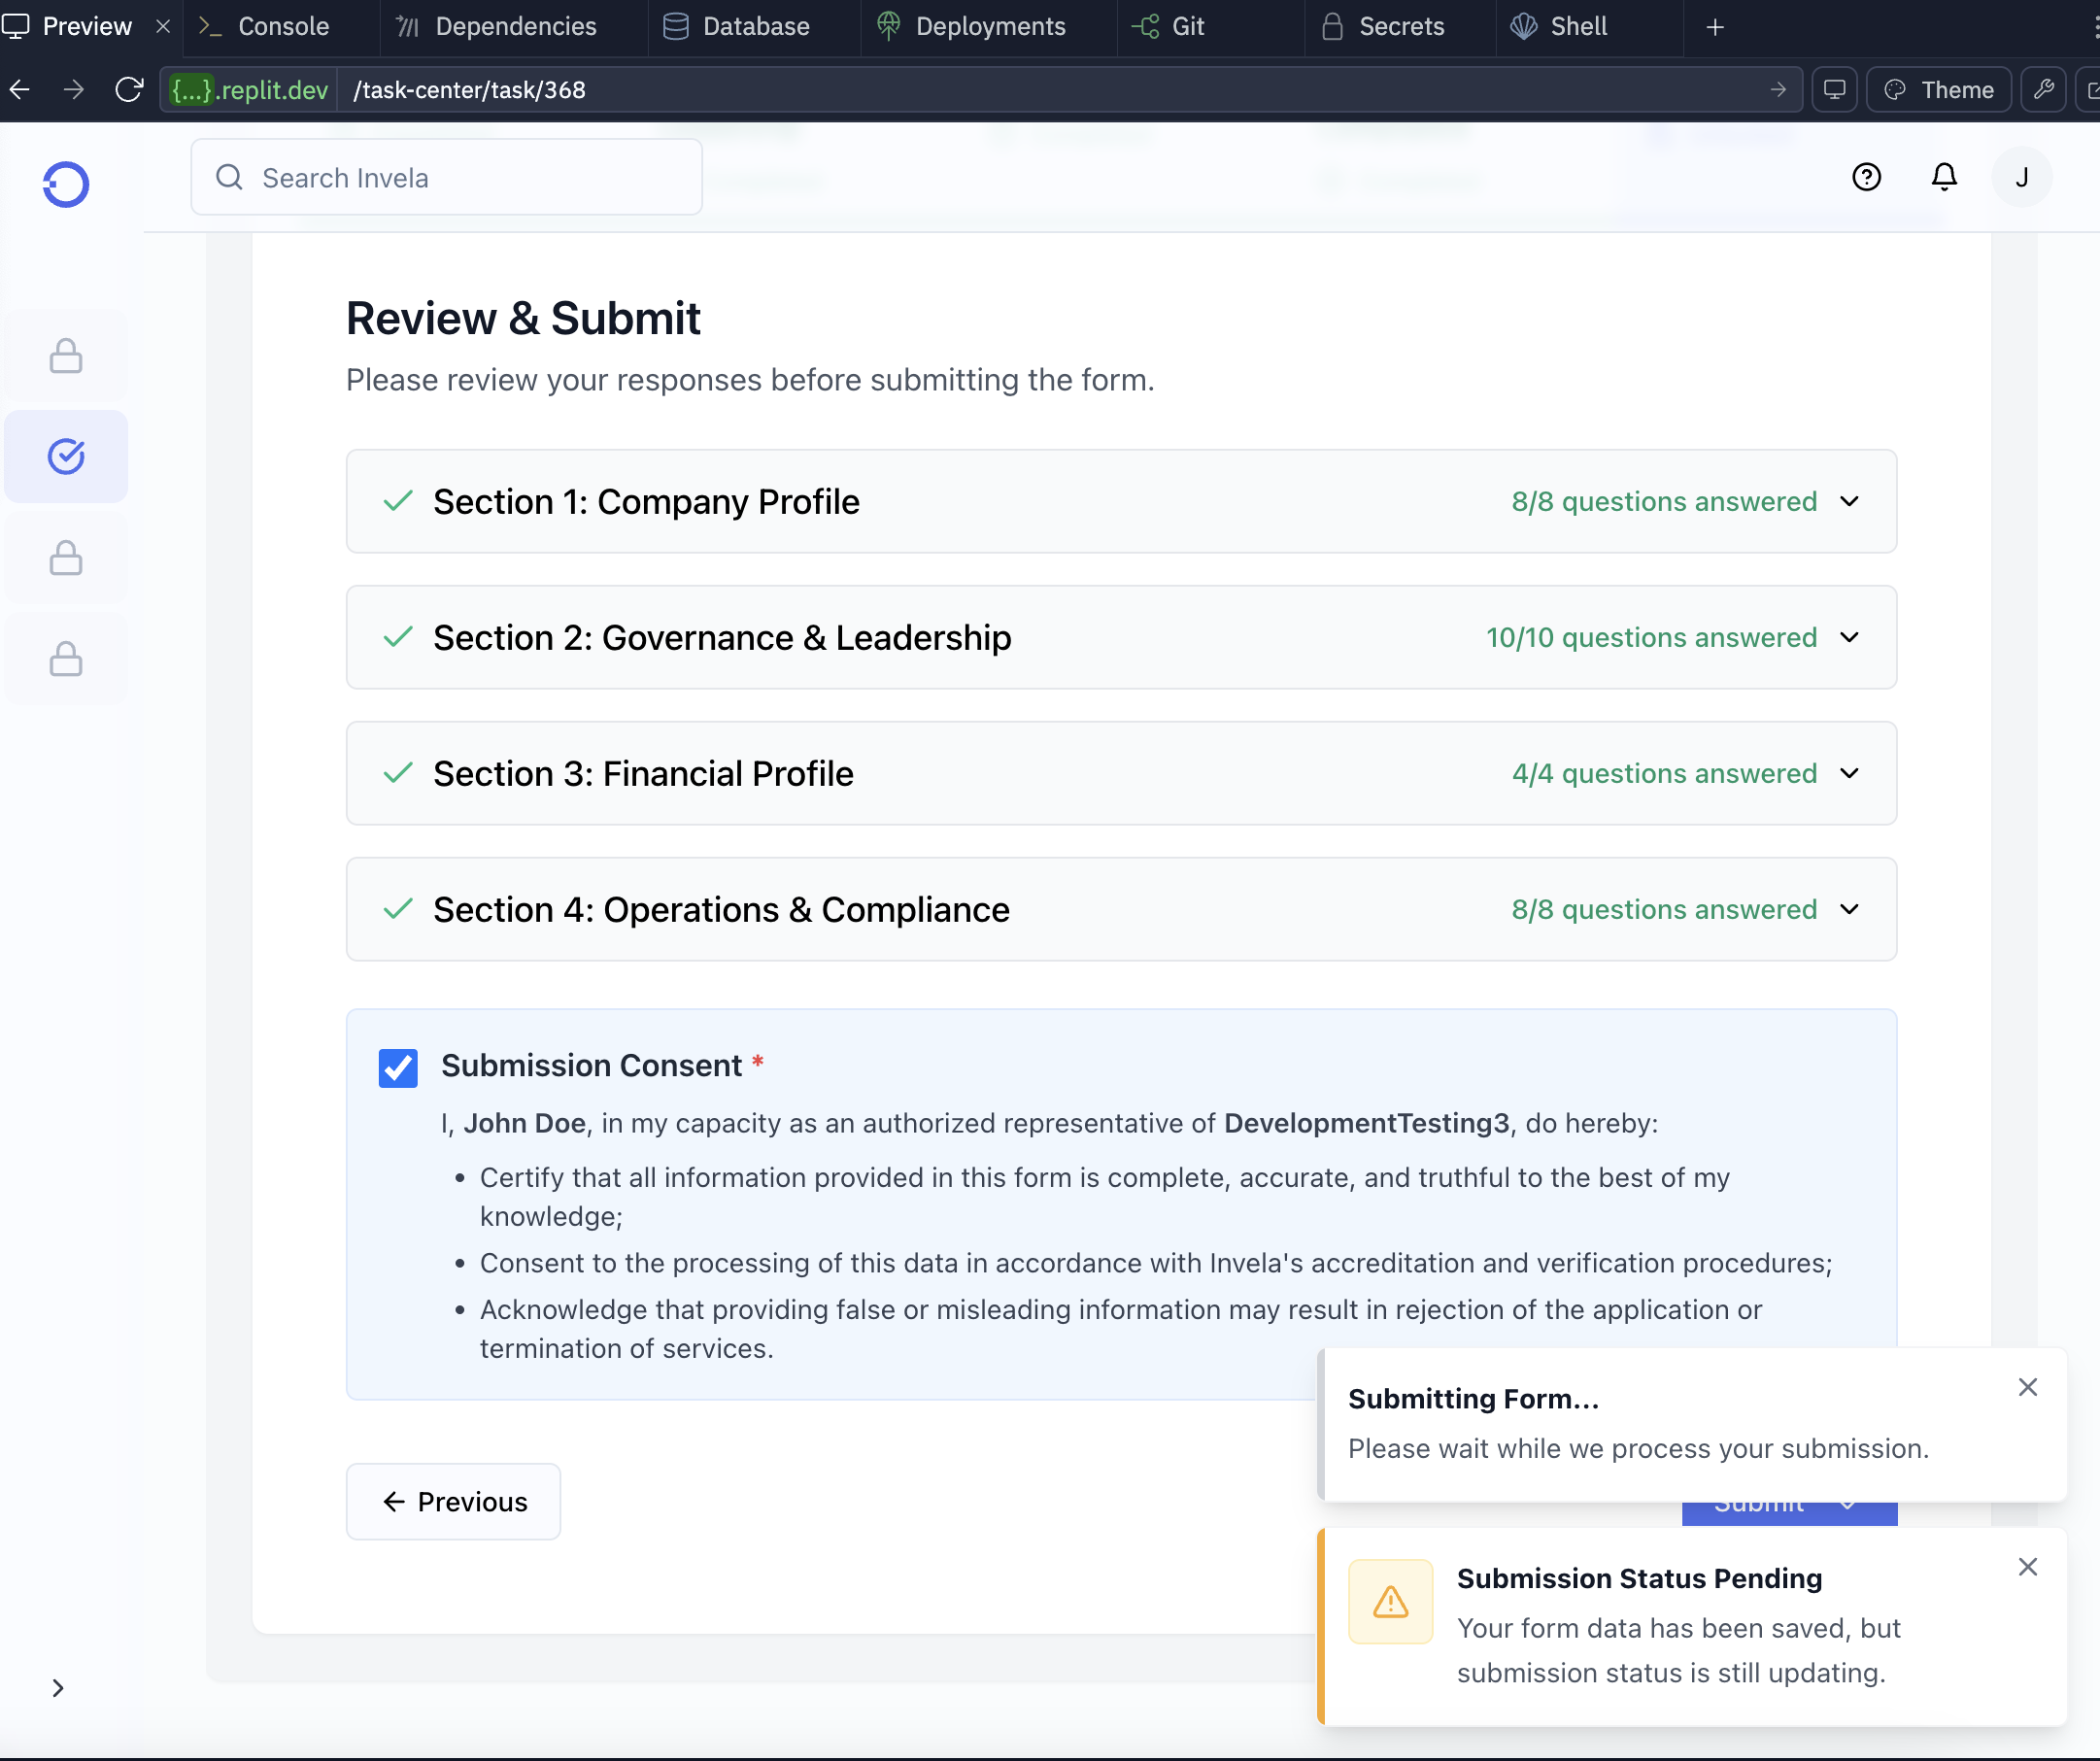 Preview
Console
Dependencies
Database
Deployments
Git
Secrets
Shell
{...}.replit.dev
/task-center/task/368
Theme
Search Invela
J
Review & Submit
Please review your responses before submitting the form.
Section 1: Company Profile
8/8 questions answered
Section 2: Governance & Leadership
10/10 questions answered
Section 3: Financial Profile
4/4 questions answered
Section 4: Operations & Compliance
8/8 questions answered
Submission Consent *
I, John Doe, in my capacity as an authorized representative of DevelopmentTesting3, do hereby:
• Certify that all information provided in this form is complete, accurate, and truthful to the best of my
knowledge;
• Consent to the processing of this data in accordance with Invela's accreditation and verification procedures;
• Acknowledge that providing false or misleading information may result in rejection of the application or
termination of services.
Submitting Form...
Please wait while we process your submission.
Previous
Submit
Submission Status Pending
Your form data has been saved, but
submission status is still updating.